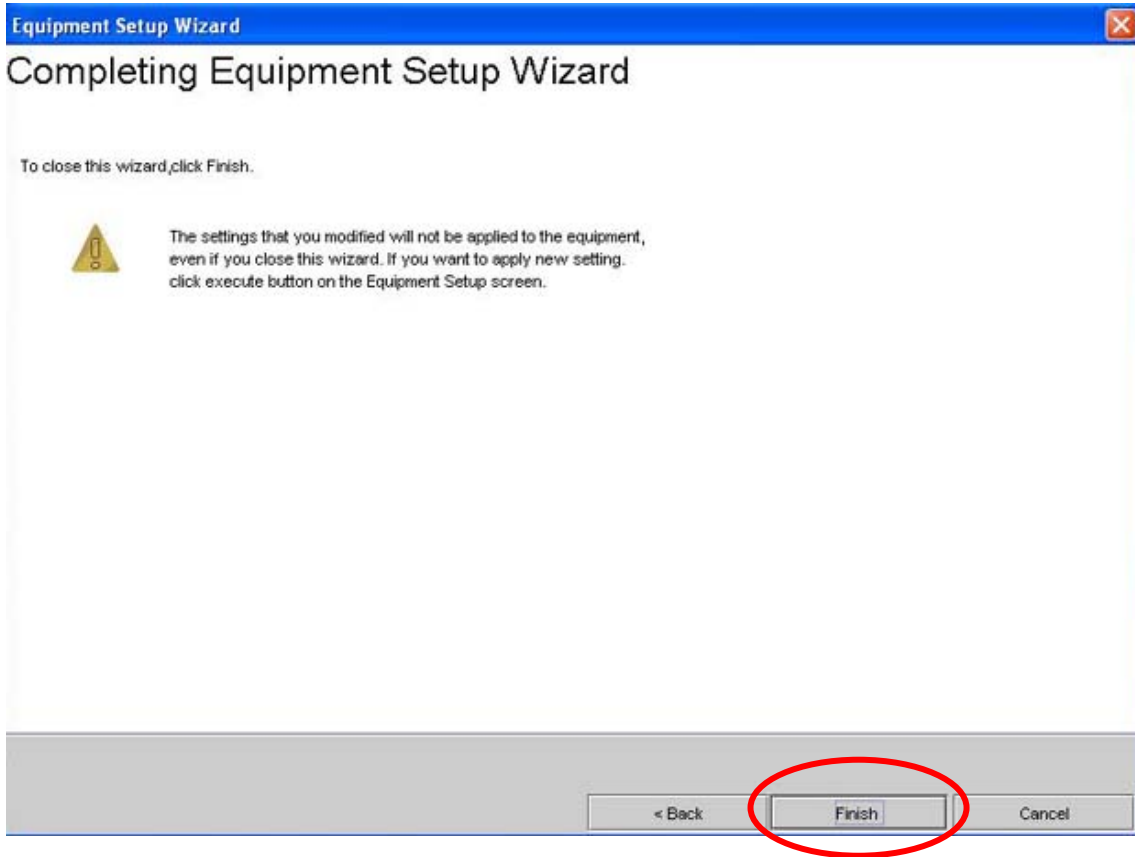 Equipment Setup Wizard
Completing Equipment Setup Wizard
To close this wizard,click Finish.
The settings that you modified will not be applied to the equipment,
even if you close this wizard. If you want to apply new setting.
click execute button on the Equipment Setup screen.
< Back
Finish
Cancel